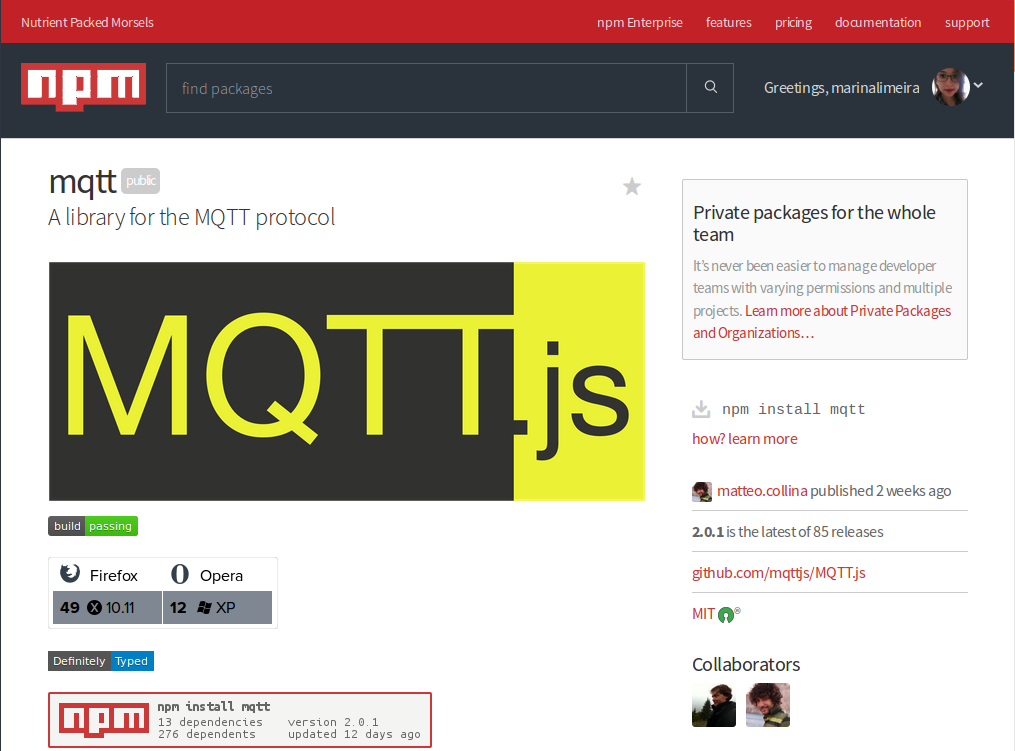 Nutrient Packed Morsels
npm Enterprise features pricing documentation support
npm
find packages
Greetings, marinalimeira
mqtt public
A library for the MQTT protocol
MQTT.js
build passing
Firefox Opera
49 X 10.11 12 XP
Definitely Typed
npm
npm install mqtt
13 dependencies version 2.0.1
276 dependents updated 12 days ago
Private packages for the whole
team
It's never been easier to manage developer
teams with varying permissions and multiple
projects. Learn more about Private Packages
and Organizations…
npm install mqtt
how? learn more
matteo.collina published 2 weeks ago
2.0.1 is the latest of 85 releases
github.com/mqttjs/MQTT.js
MIT ®
Collaborators